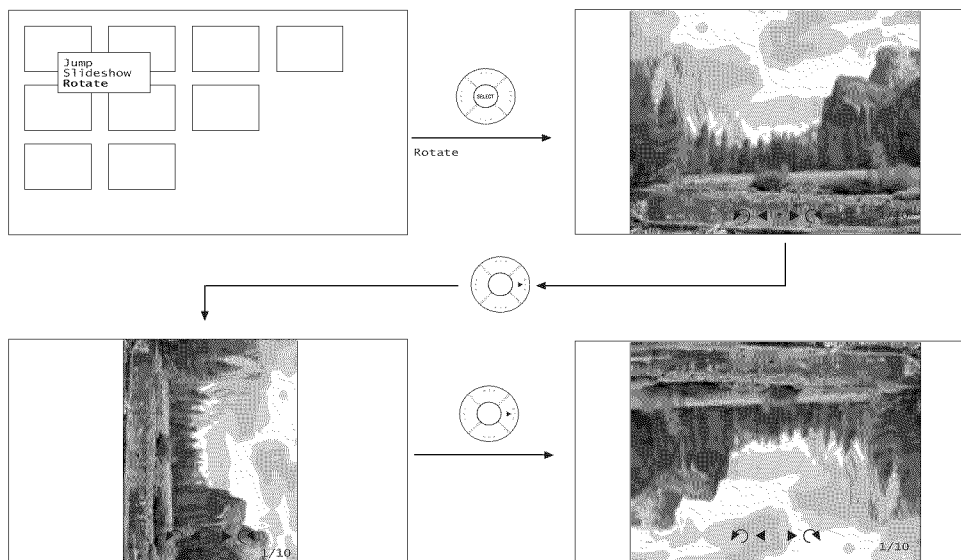 Jump
Slideshow
Rotate
SELECT
Rotate
1/10
1/10